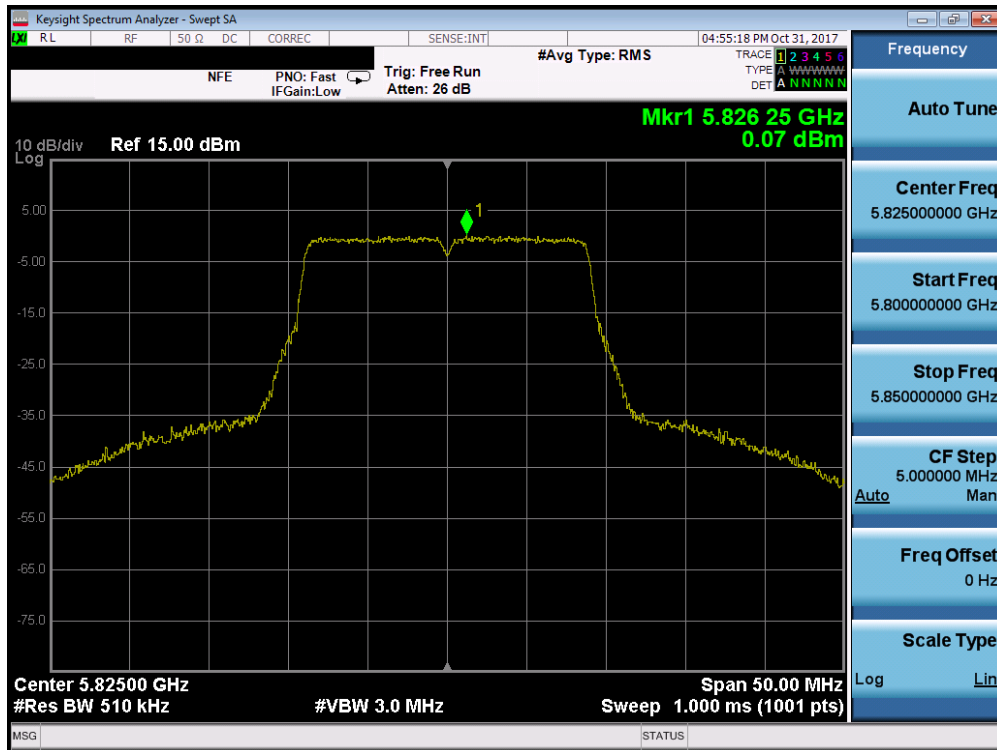 Keysight Spectrum Analyzer - Swept SA
LXI RL RF 50 Ω DC CORREC SENSE:INT 04:55:18 PM Oct 31, 2017
#Avg Type: RMS TRACE 1 2 3 4 5 6
NFE PNO: Fast Trig: Free Run TYPE A WWWWW
IFGain:Low Atten: 26 dB DET A N N N N N
Frequency
Mkr1 5.826 25 GHz
0.07 dBm
10 dB/div Ref 15.00 dBm
Log
5.00
-5.00
-15.0
-25.0
-35.0
-45.0
-55.0
-65.0
-75.0
1
Center 5.82500 GHz Span 50.00 MHz
#Res BW 510 kHz #VBW 3.0 MHz Sweep 1.000 ms (1001 pts)
Auto Tune
Center Freq
5.825000000 GHz
Start Freq
5.800000000 GHz
Stop Freq
5.850000000 GHz
CF Step
5.000000 MHz
Auto Man
Freq Offset
0 Hz
Scale Type
Log Lin
MSG STATUS